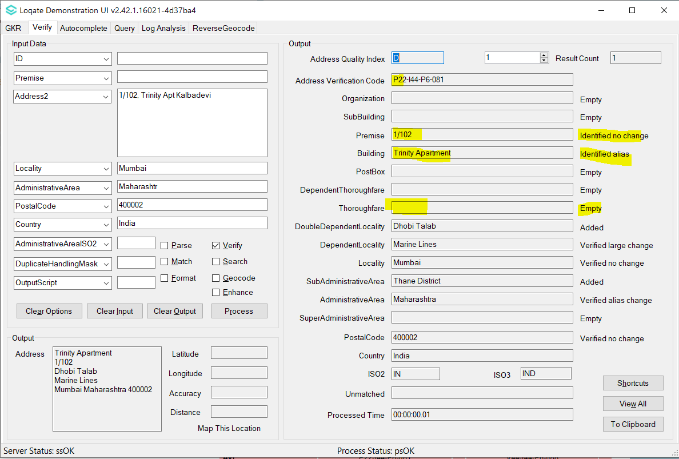 Loqate Demonstration UI v2.42.1.16021-4d37ba4
GKR Verify Autocomplete Query Log Analysis ReverseGeocode
Input Data
ID
Premise
Address2 1/102. Trinity Apt Kalbadevi
Locality Mumbai
AdministrativeArea Maharashtr
PostalCode 400002
Country India
AdministrativeAreaISO2 Parse Verify
DuplicateHandlingMask Match Search
OutputScript Format Geocode
Enhance
Clear Options Clear Input Clear Output Process
Output
Address Trinity Apartment
1/102
Dhobi Talab
Marine Lines
Mumbai Maharashtra 400002
Latitude
Longitude
Accuracy
Distance
Map This Location
Output
Address Quality Index D 1 Result Count 1
Address Verification Code P22-I44-P6-081
Organization Empty
SubBuilding Empty
Premise 1/102 Identified no change
Building Trinity Apartment Identified alias
PostBox Empty
DependentThoroughfare Empty
Thoroughfare Empty
DoubleDependentLocality Dhobi Talab Added
DependentLocality Marine Lines Verified large change
Locality Mumbai Verified no change
SubAdministrativeArea Thane District Added
AdministrativeArea Maharashtra Verified alias change
SuperAdministrativeArea Empty
PostalCode 400002 Verified no change
Country India
ISO2 IN ISO3 IND
Unmatched
Processed Time 00:00:00.01
Shortcuts
View All
To Clipboard
Server Status: ssOK Process Status: psOK